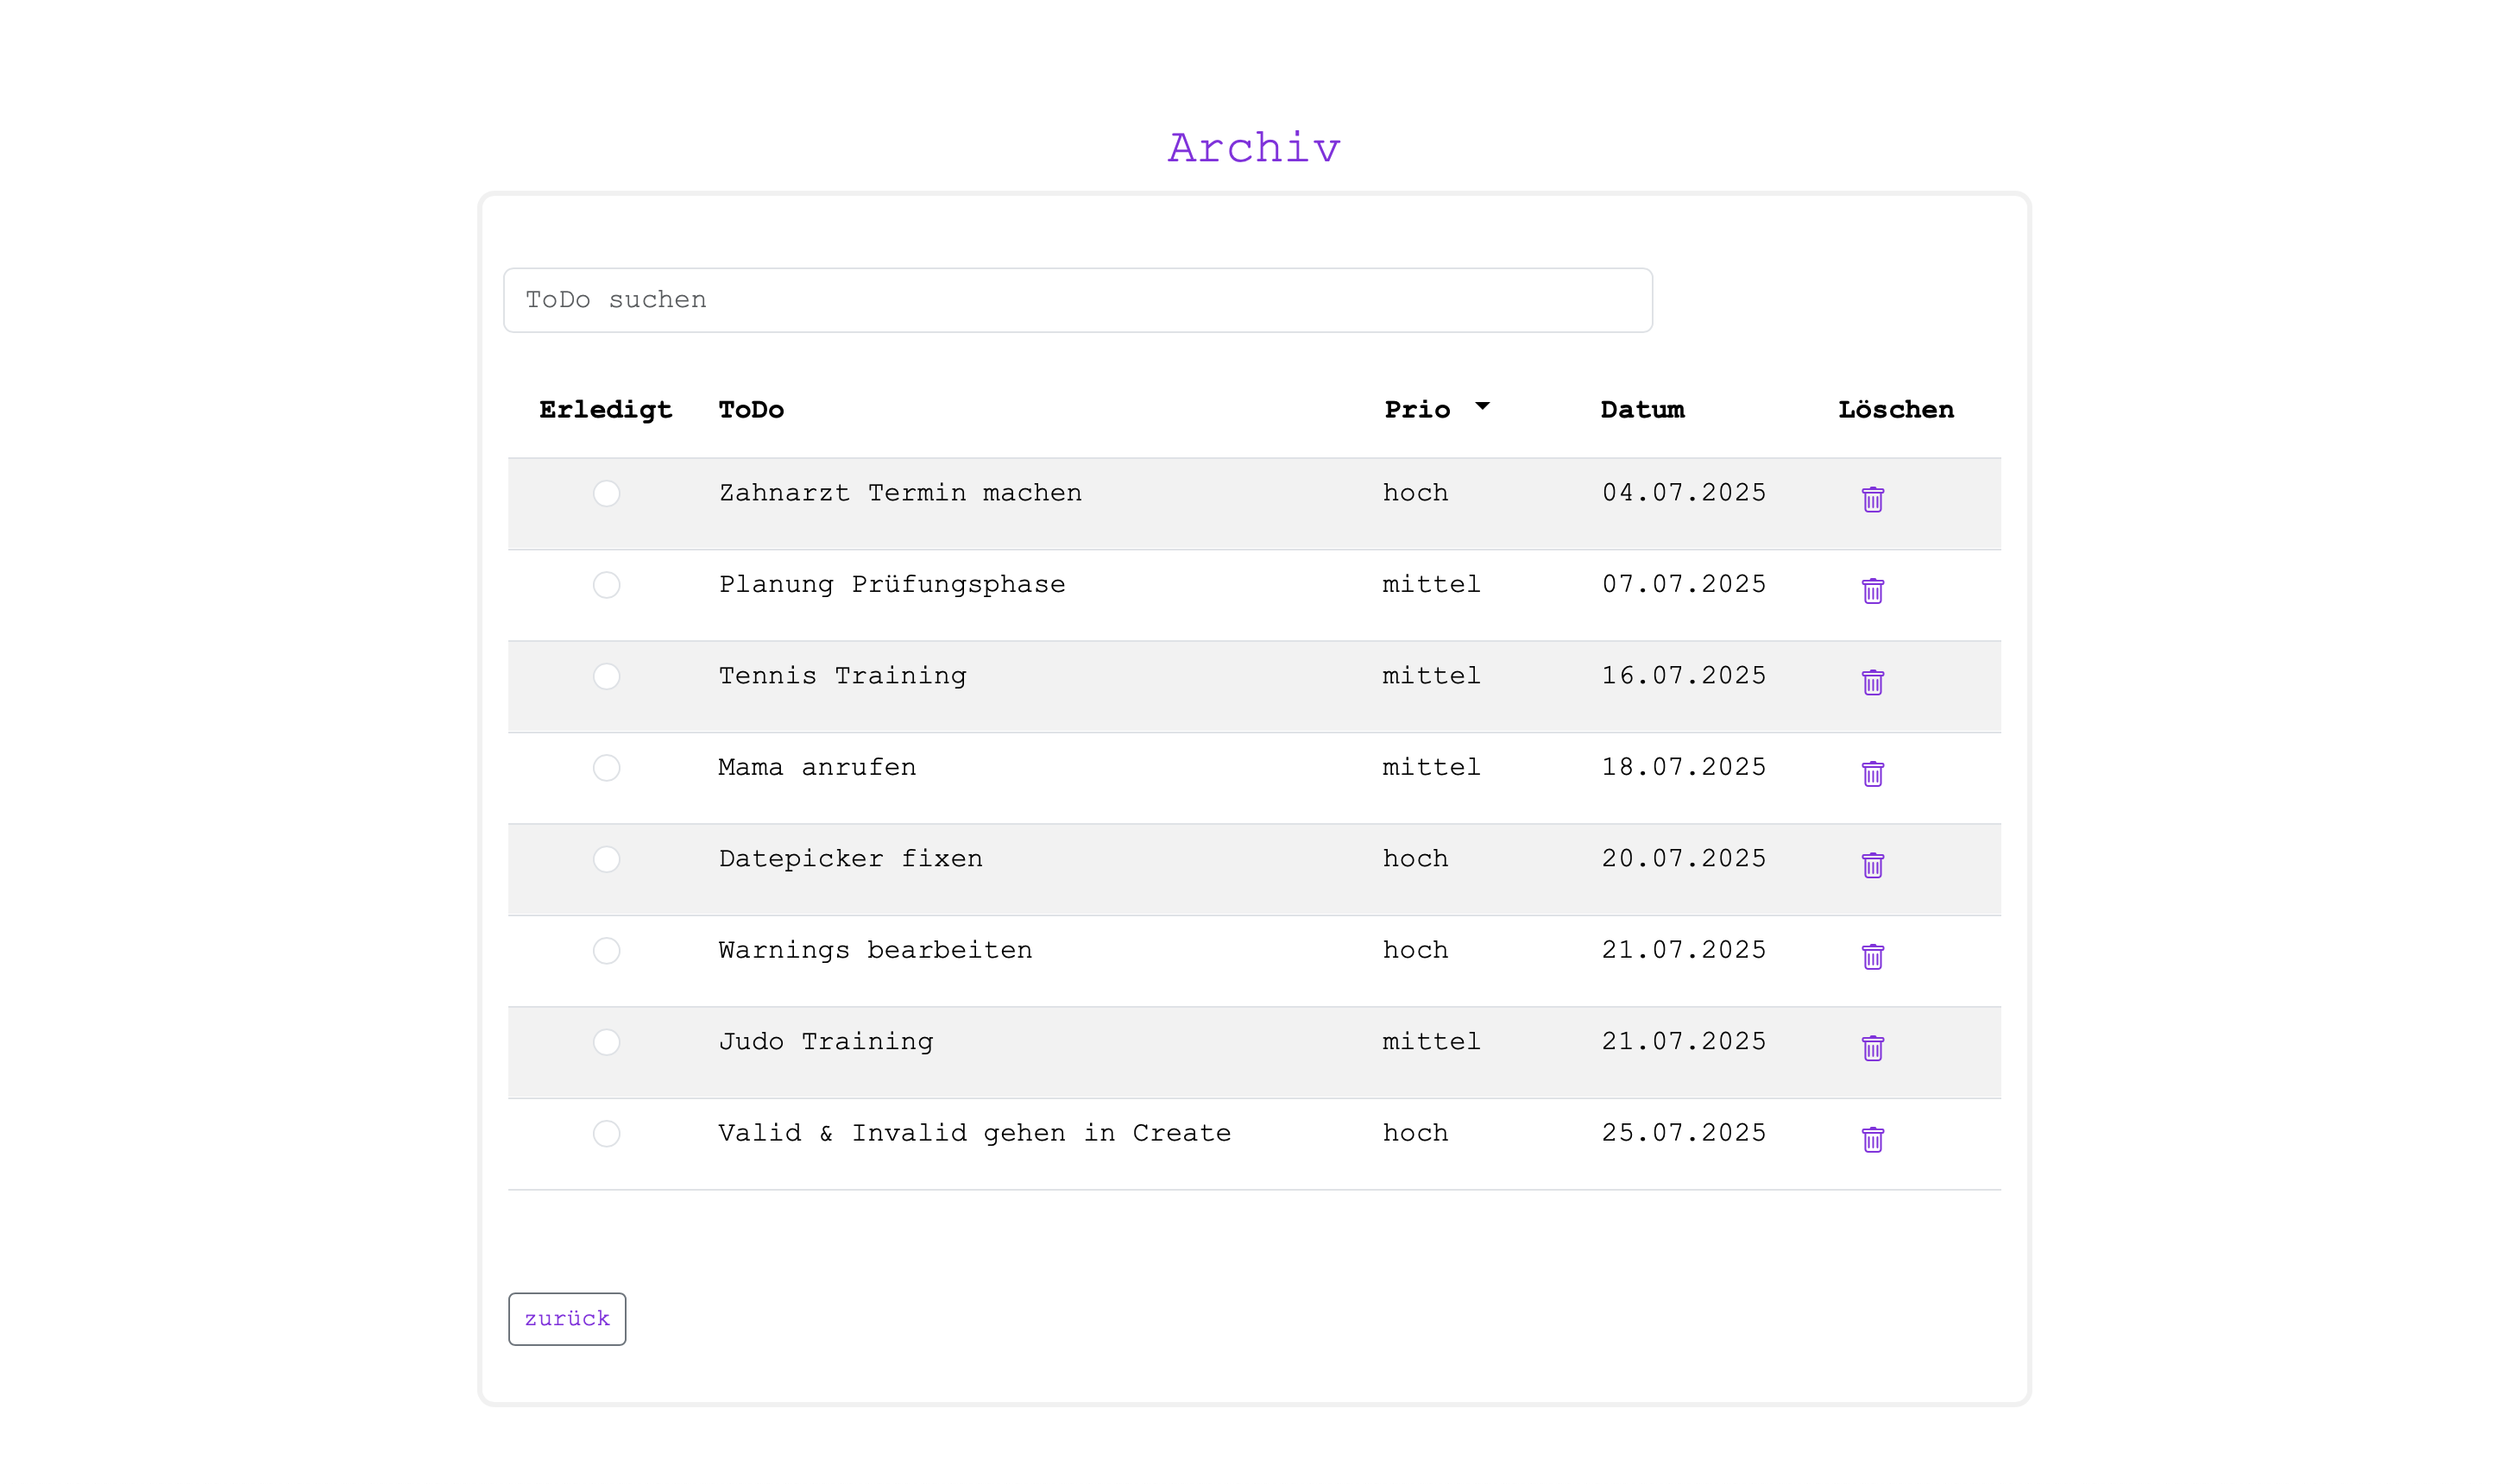 Archiv
ToDo suchen
Erledigt ToDo Prio Datum Löschen
Zahnarzt Termin machen hoch 04.07.2025
Planung Prüfungsphase mittel 07.07.2025
Tennis Training mittel 16.07.2025
Mama anrufen mittel 18.07.2025
Datepicker fixen hoch 20.07.2025
Warnings bearbeiten hoch 21.07.2025
Judo Training mittel 21.07.2025
Valid & Invalid gehen in Create hoch 25.07.2025
zurück